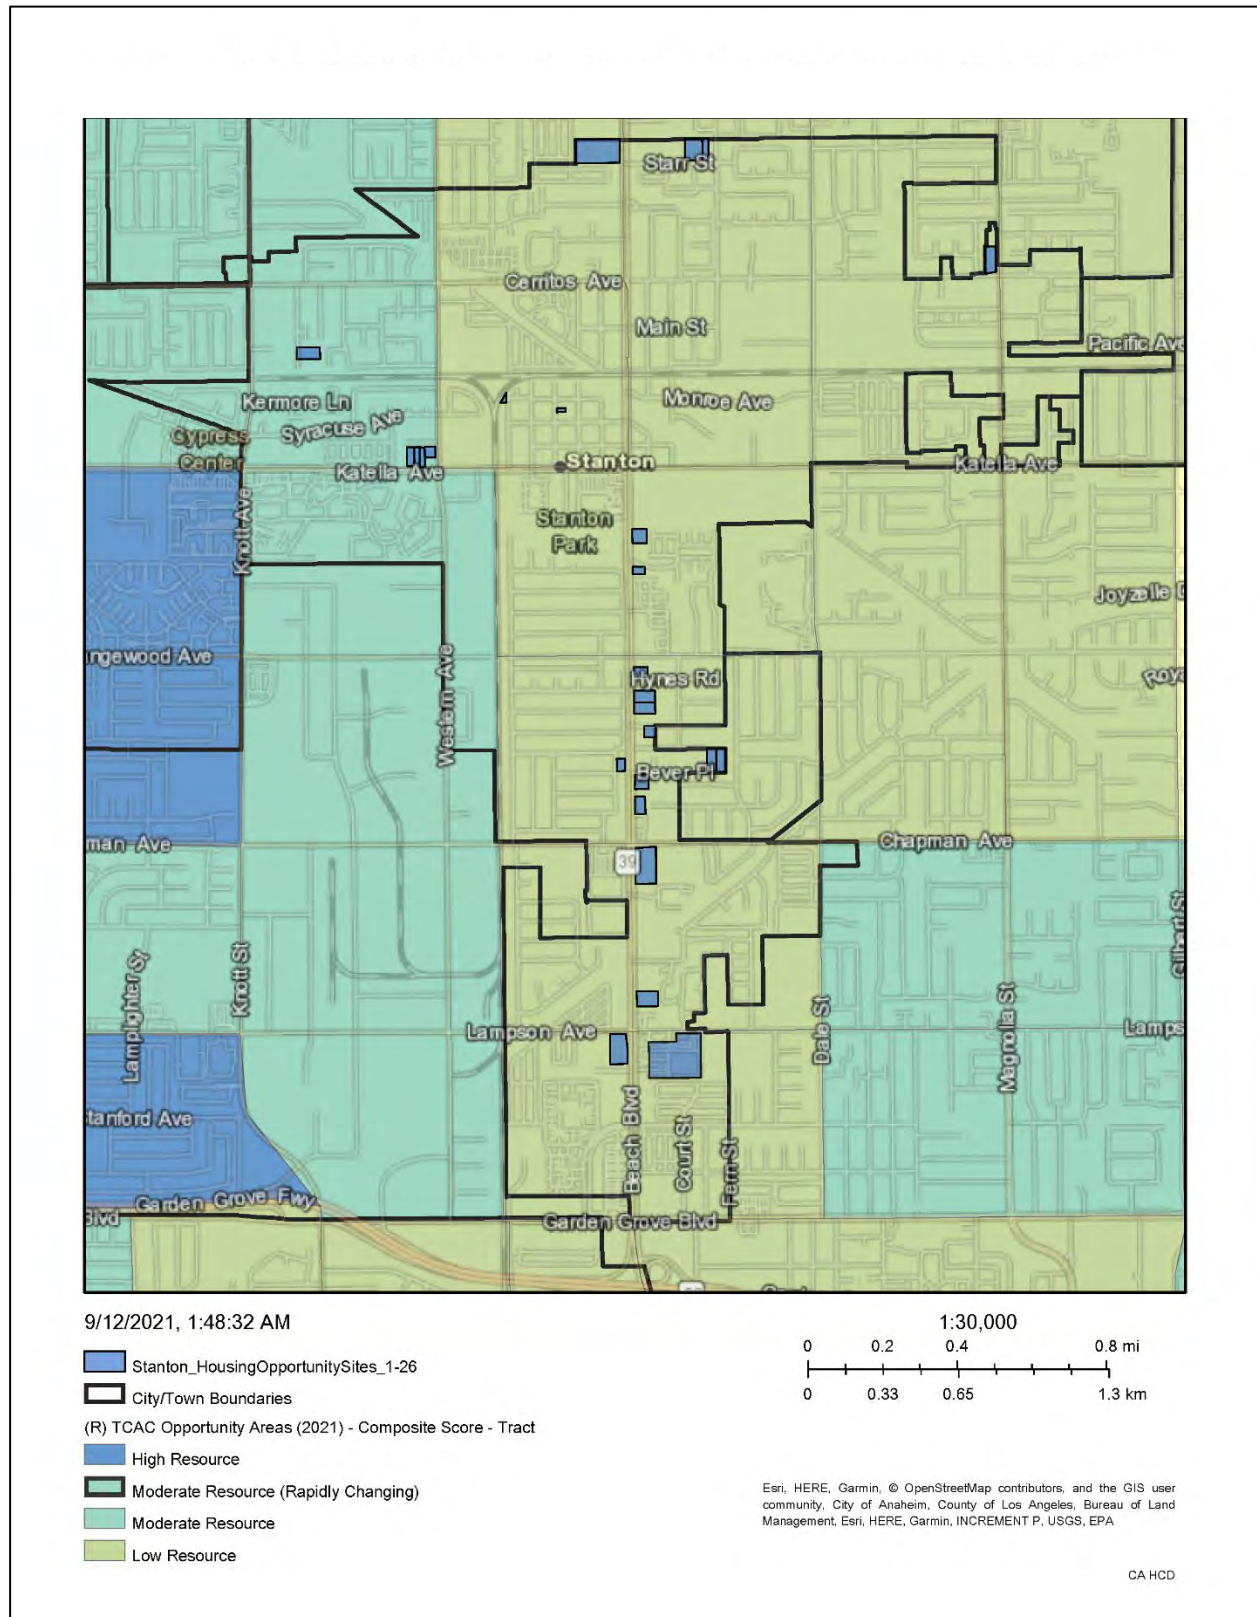 Starr St
Cerritos Ave
Main St
Pacific Ave
Kermore Ln
Monroe Ave
Syracuse Ave
Cypress
Center
Stanton
Katella Ave
Katella Ave
Stanton
Park
Knott Ave
Joyzelle D
ngewood Ave
Western Ave
Hynes Rd
Roya
Bever Pl
man Ave
Chapman Ave
39
Gilbert St
Lamplighter St
Knott St
Lampson Ave
Dale St
Magnolia St
Lamps
Stanford Ave
Beach Blvd
Court St
Fern St
Garden Grove Fwy
Blvd
Garden Grove Blvd
9/12/2021, 1:48:32 AM
1:30,000
0 0.2 0.4 0.8 mi
0 0.33 0.65 1.3 km
Stanton_HousingOpportunitySites_1-26
City/Town Boundaries
(R) TCAC Opportunity Areas (2021) - Composite Score - Tract
High Resource
Moderate Resource (Rapidly Changing)
Moderate Resource
Low Resource
Esri, HERE, Garmin, © OpenStreetMap contributors, and the GIS user
community, City of Anaheim, County of Los Angeles, Bureau of Land
Management, Esri, HERE, Garmin, INCREMENT P, USGS, EPA
CA HCD